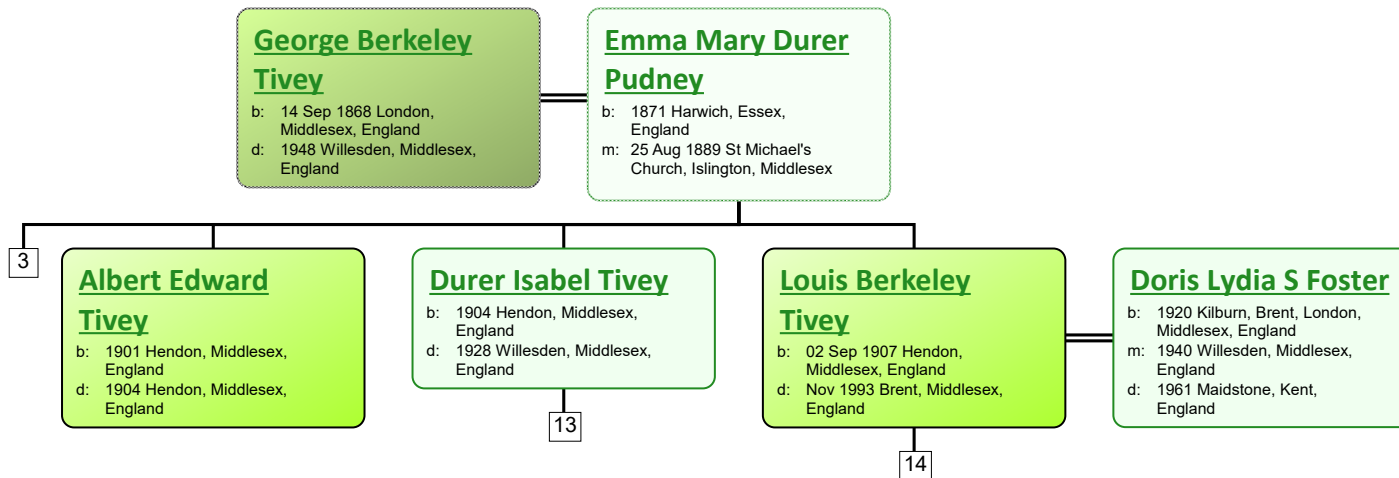 George Berkeley
Tivey
b: 14 Sep 1868 London,
Middlesex, England
d: 1948 Willesden, Middlesex,
England
Emma Mary Durer
Pudney
b: 1871 Harwich, Essex,
England
m: 25 Aug 1889 St Michael's
Church, Islington, Middlesex
3
Albert Edward
Tivey
b: 1901 Hendon, Middlesex,
England
d: 1904 Hendon, Middlesex,
England
Durer Isabel Tivey
b: 1904 Hendon, Middlesex,
England
d: 1928 Willesden, Middlesex,
England
13
Louis Berkeley
Tivey
b: 02 Sep 1907 Hendon,
Middlesex, England
d: Nov 1993 Brent, Middlesex,
England
14
Doris Lydia S Foster
b: 1920 Kilburn, Brent, London,
Middlesex, England
m: 1940 Willesden, Middlesex,
England
d: 1961 Maidstone, Kent,
England